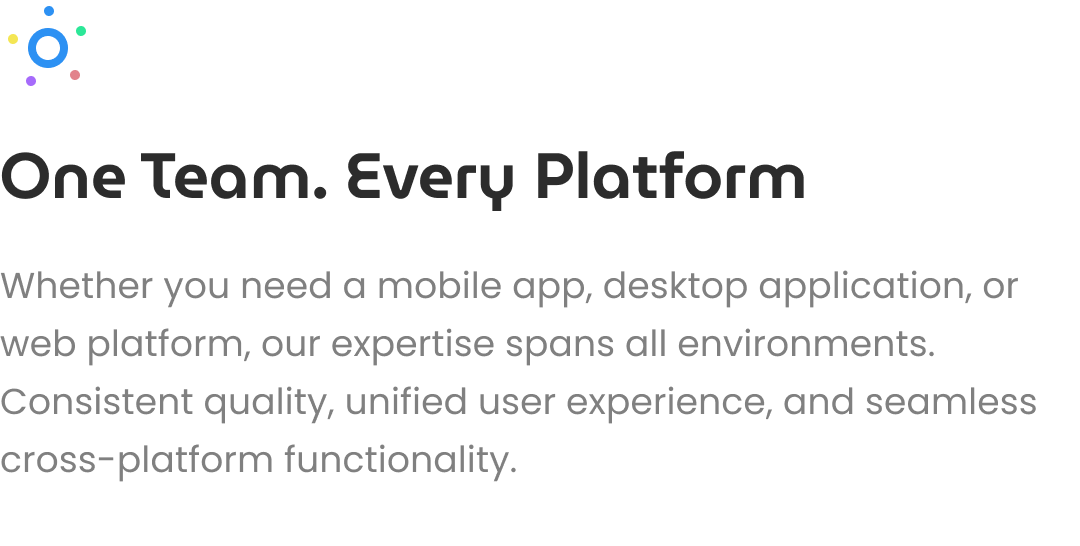 One Team. Every Platform
Whether you need a mobile app, desktop application, or
web platform, our expertise spans all environments.
Consistent quality, unified user experience, and seamless
cross-platform functionality.